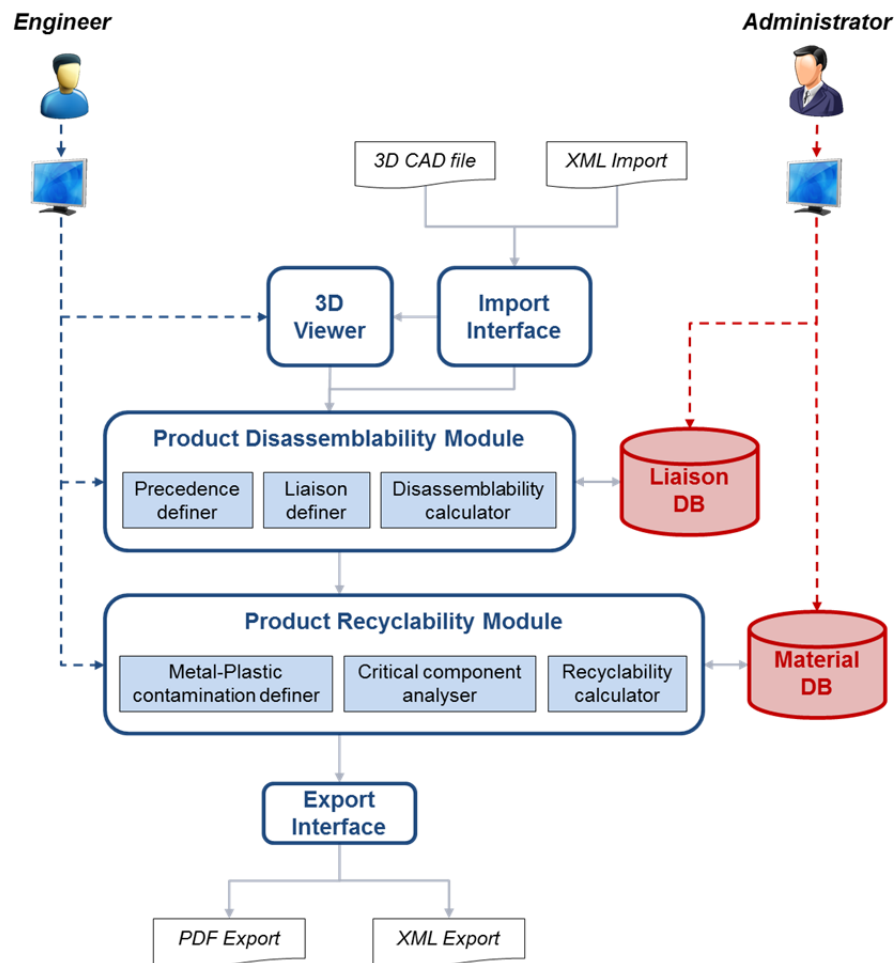 Engineer
Administrator
3D CAD file
XML Import
3D
Viewer
Import
Interface
Product Disassemblability Module
Precedence
definer
Liaison
definer
Disassemblability
calculator
Liaison
DB
Product Recyclability Module
Metal-Plastic
contamination definer
Critical component
analyser
Recyclability
calculator
Material
DB
Export
Interface
PDF Export
XML Export